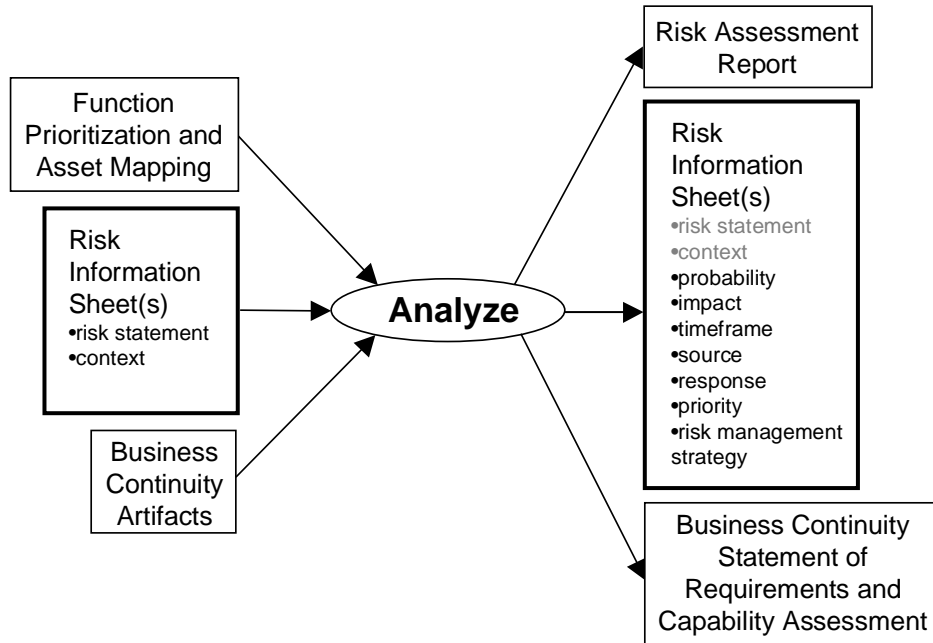 Function
Prioritization and
Asset Mapping
Risk
Information
Sheet(s)
•risk statement
•context
Business
Continuity
Artifacts
Analyze
Risk Assessment
Report
Risk
Information
Sheet(s)
•risk statement
•context
•probability
•impact
•timeframe
•source
•response
•priority
•risk management
strategy
Business Continuity
Statement of
Requirements and
Capability Assessment